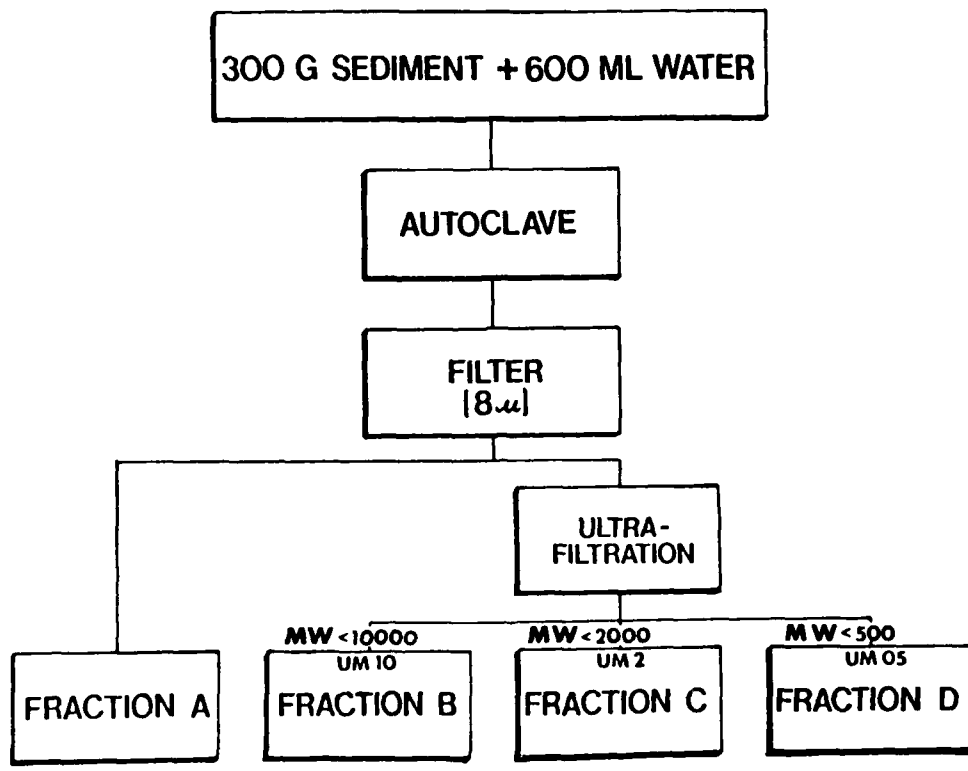 300 G SEDIMENT + 600 ML WATER
AUTOCLAVE
FILTER
[8 µ]
ULTRA-
FILTRATION
MW <10000
MW <2000
MW <500
UM 10
UM 2
UM 05
FRACTION A
FRACTION B
FRACTION C
FRACTION D